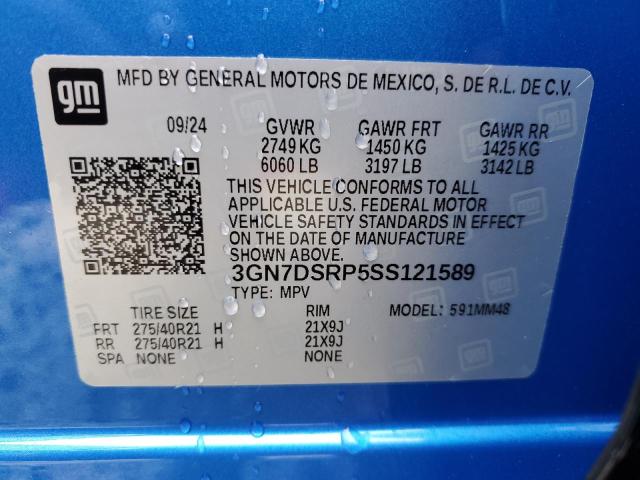 gm
MFD BY GENERAL MOTORS DE MEXICO, S. DE R.L. DE C.V.
09/24 GVWR GAWR FRT GAWR RR
2749 KG 1450 KG 1425 KG
6060 LB 3197 LB 3142 LB
THIS VEHICLE CONFORMS TO ALL
APPLICABLE U.S. FEDERAL MOTOR
VEHICLE SAFETY STANDARDS IN EFFECT
ON THE DATE OF MANUFACTURE
SHOWN ABOVE.
3GN7DSRP5SS121589
TYPE: MPV MODEL: 591MM48
TIRE SIZE RIM
FRT 275/40R21 H 21X9J
RR 275/40R21 H 21X9J
SPA NONE NONE